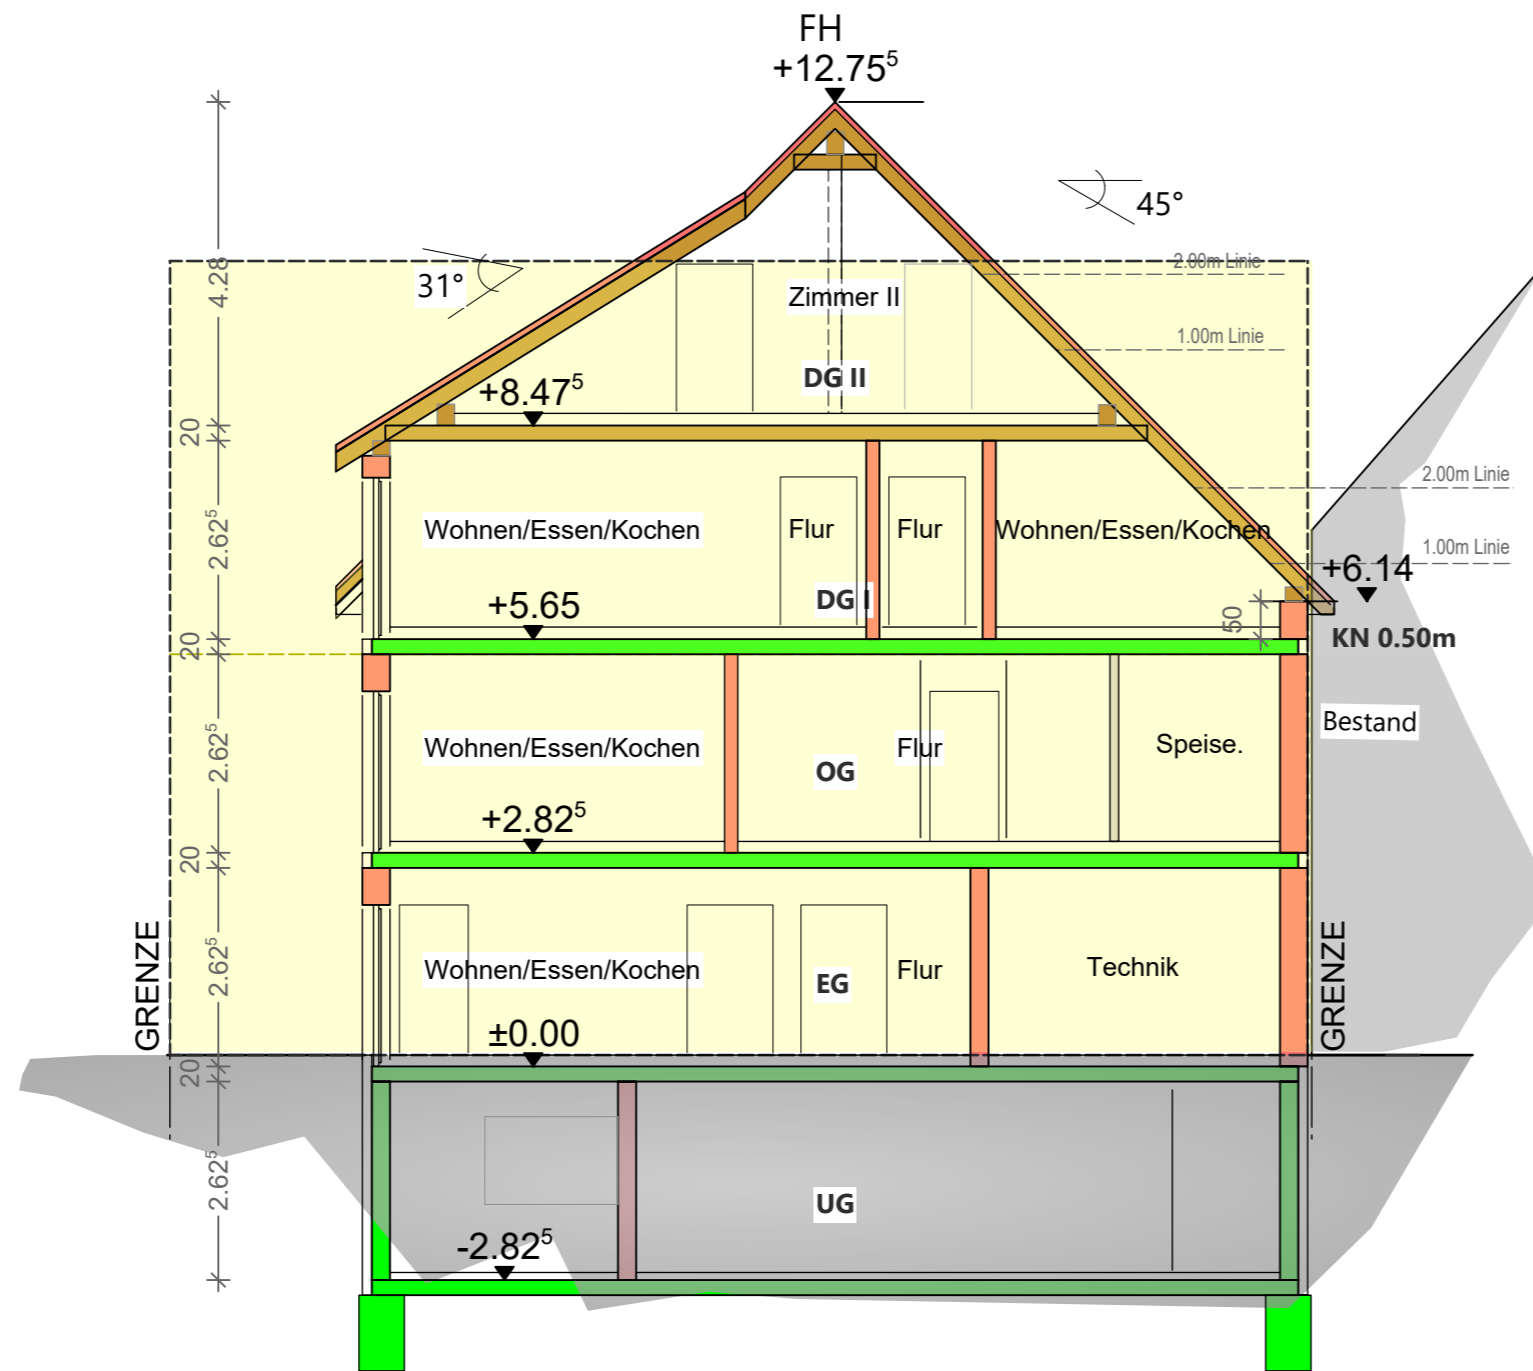 FH
+12.75⁵
45°
31°
4.28
2.00m Linie
Zimmer II
1.00m Linie
DG II
+8.47⁵
20
2.00m Linie
2.62⁵
Wohnen/Essen/Kochen
Flur
Flur
Wohnen/Essen/Kochen
1.00m Linie
+6.14
+5.65
DG I
50
KN 0.50m
20
Bestand
2.62⁵
Wohnen/Essen/Kochen
Flur
Speise.
OG
+2.82⁵
20
GRENZE
2.62⁵
Wohnen/Essen/Kochen
EG
Flur
Technik
GRENZE
±0.00
20
2.62⁵
UG
-2.82⁵